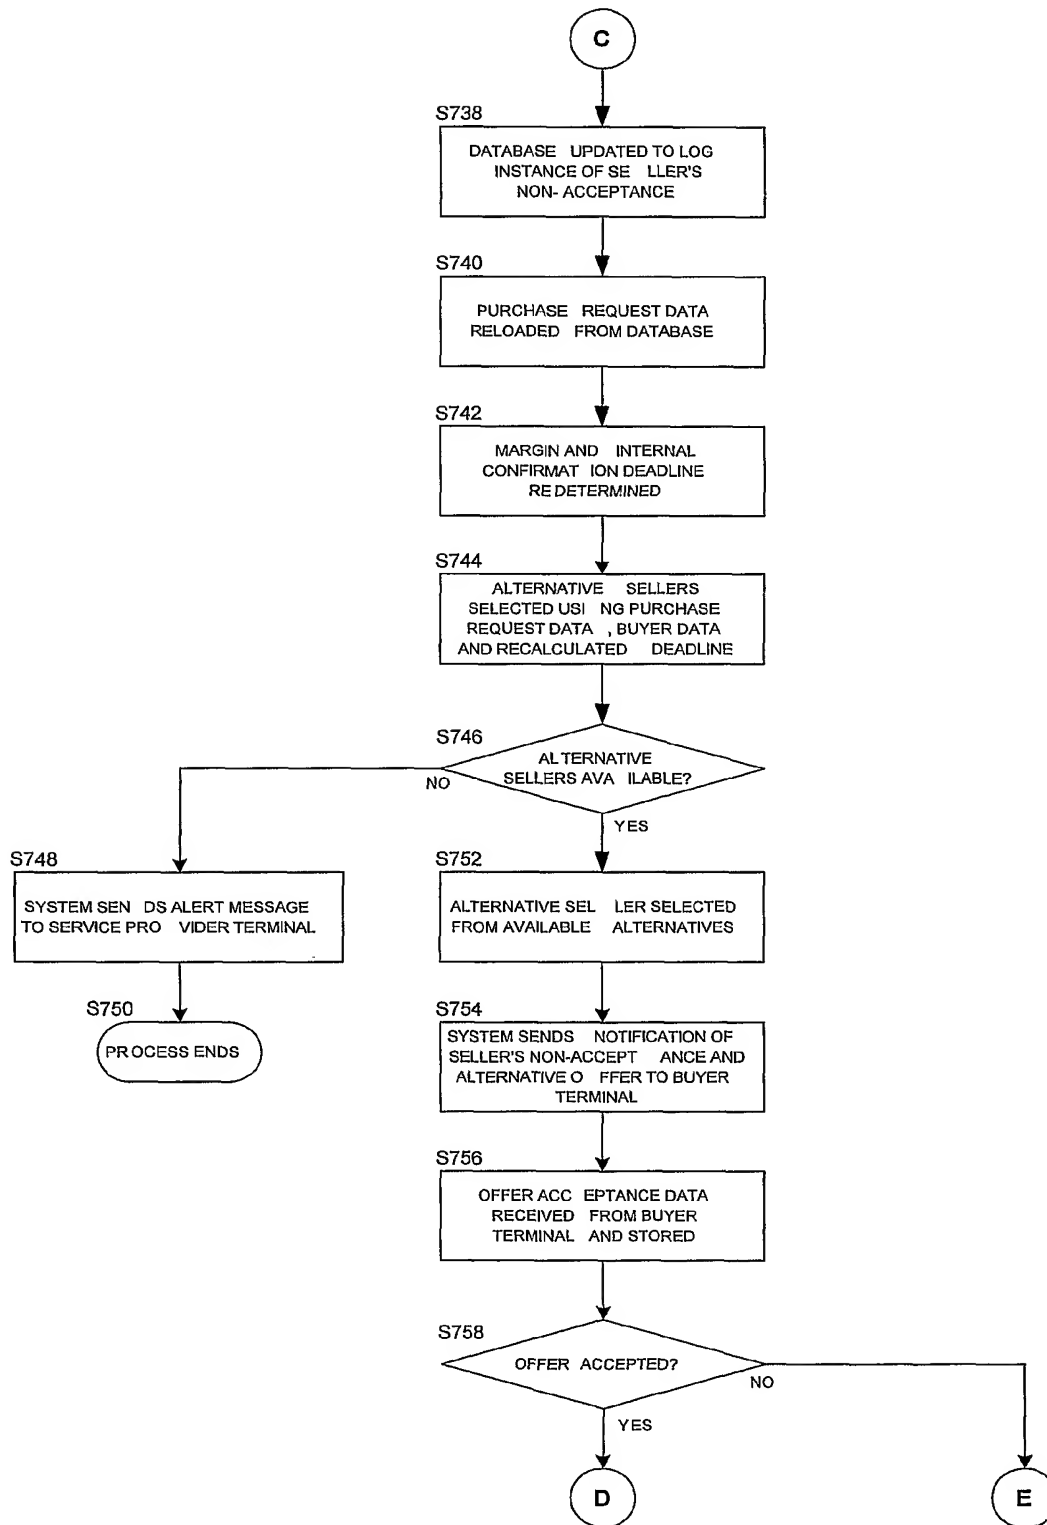 C
S738
DATABASE UPDATED TO LOG
INSTANCE OF SE LLER'S
NON- ACCEPTANCE
S740
PURCHASE REQUEST DATA
RELOADED FROM DATABASE
S742
MARGIN AND INTERNAL
CONFIRMAT ION DEADLINE
RE DETERMINED
S744
ALTERNATIVE SELLERS
SELECTED USI NG PURCHASE
REQUEST DATA , BUYER DATA
AND RECALCULATED DEADLINE
S746
AL TERNATIVE
SELLERS AVA ILABLE?
NO
YES
S748
SYSTEM SEN DS ALERT MESSAGE
TO SERVICE PRO VIDER TERMINAL
S750
PROCESS ENDS
S752
ALTERNATIVE SEL LER SELECTED
FROM AVAILABLE ALTERNATIVES
S754
SYSTEM SENDS NOTIFICATION OF
SELLER'S NON-ACCEPT ANCE AND
ALTERNATIVE O FFER TO BUYER
TERMINAL
S756
OFFER ACC EPTANCE DATA
RECEIVED FROM BUYER
TERMINAL AND STORED
S758
OFFER ACCEPTED?
NO
YES
D
E